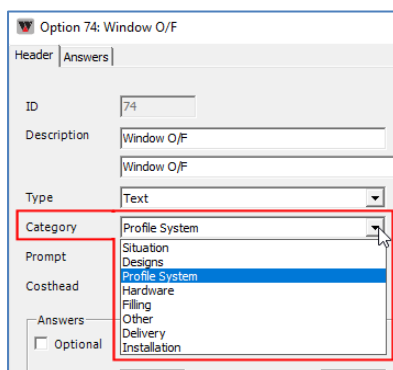 Option 74: Window O/F
Header Answers
ID 74
Description Window O/F
Window O/F
Type Text
Category Profile System
Prompt Situation
Designs
Profile System
Costhead Hardware
Filling
Answers Other
Optional Delivery
Installation